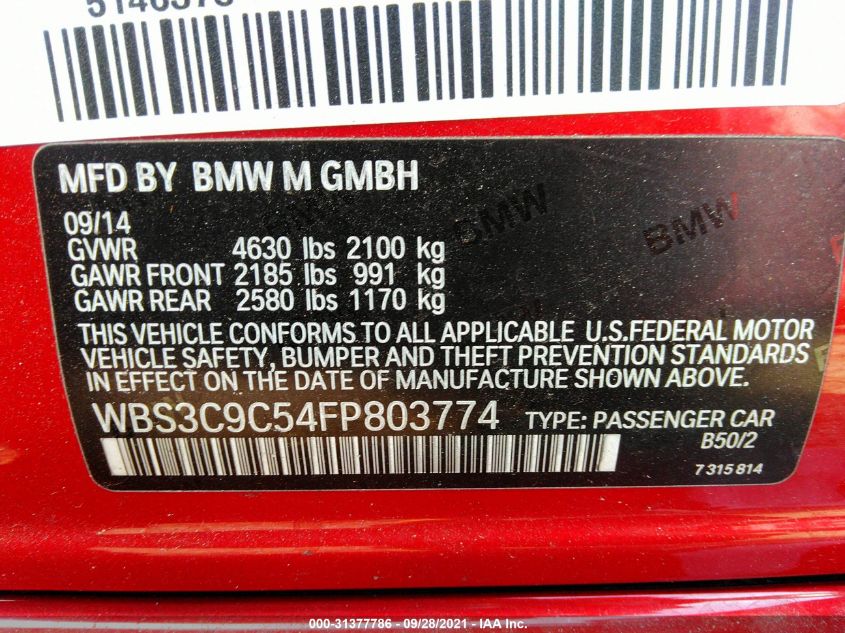 MFD BY BMW M GMBH
09/14
GVWR 4630 lbs 2100 kg
GAWR FRONT 2185 lbs 991 kg
GAWR REAR 2580 lbs 1170 kg
THIS VEHICLE CONFORMS TO ALL APPLICABLE U.S.FEDERAL MOTOR
VEHICLE SAFETY, BUMPER AND THEFT PREVENTION STANDARDS
IN EFFECT ON THE DATE OF MANUFACTURE SHOWN ABOVE.
WBS3C9C54FP803774 TYPE: PASSENGER CAR
B50/2
7 315 814
BMW
BMW
000-31377786 - 09/28/2021 - IAA Inc.